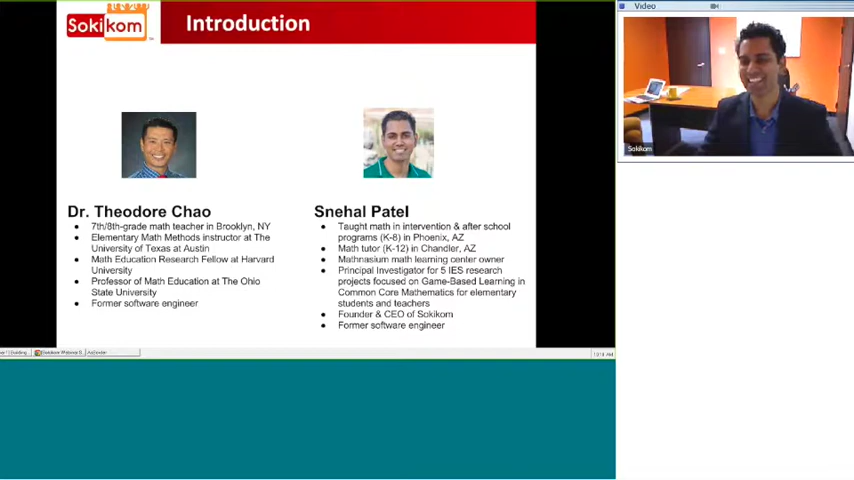 Sokikom
Introduction
Video
Sokikom
Dr. Theodore Chao
7th/8th-grade math teacher in Brooklyn, NY
Elementary Math Methods instructor at The
University of Texas at Austin
Math Education Research Fellow at Harvard
University
Professor of Math Education at The Ohio
State University
Former software engineer
Snehal Patel
Taught math in intervention & after school
programs (K-8) in Phoenix, AZ
Math tutor (K-12) in Chandler, AZ
Mathnasium math learning center owner
Principal Investigator for 5 IES research
projects focused on Game-Based Learning in
Common Core Mathematics for elementary
students and teachers
Founder & CEO of Sokikom
Former software engineer